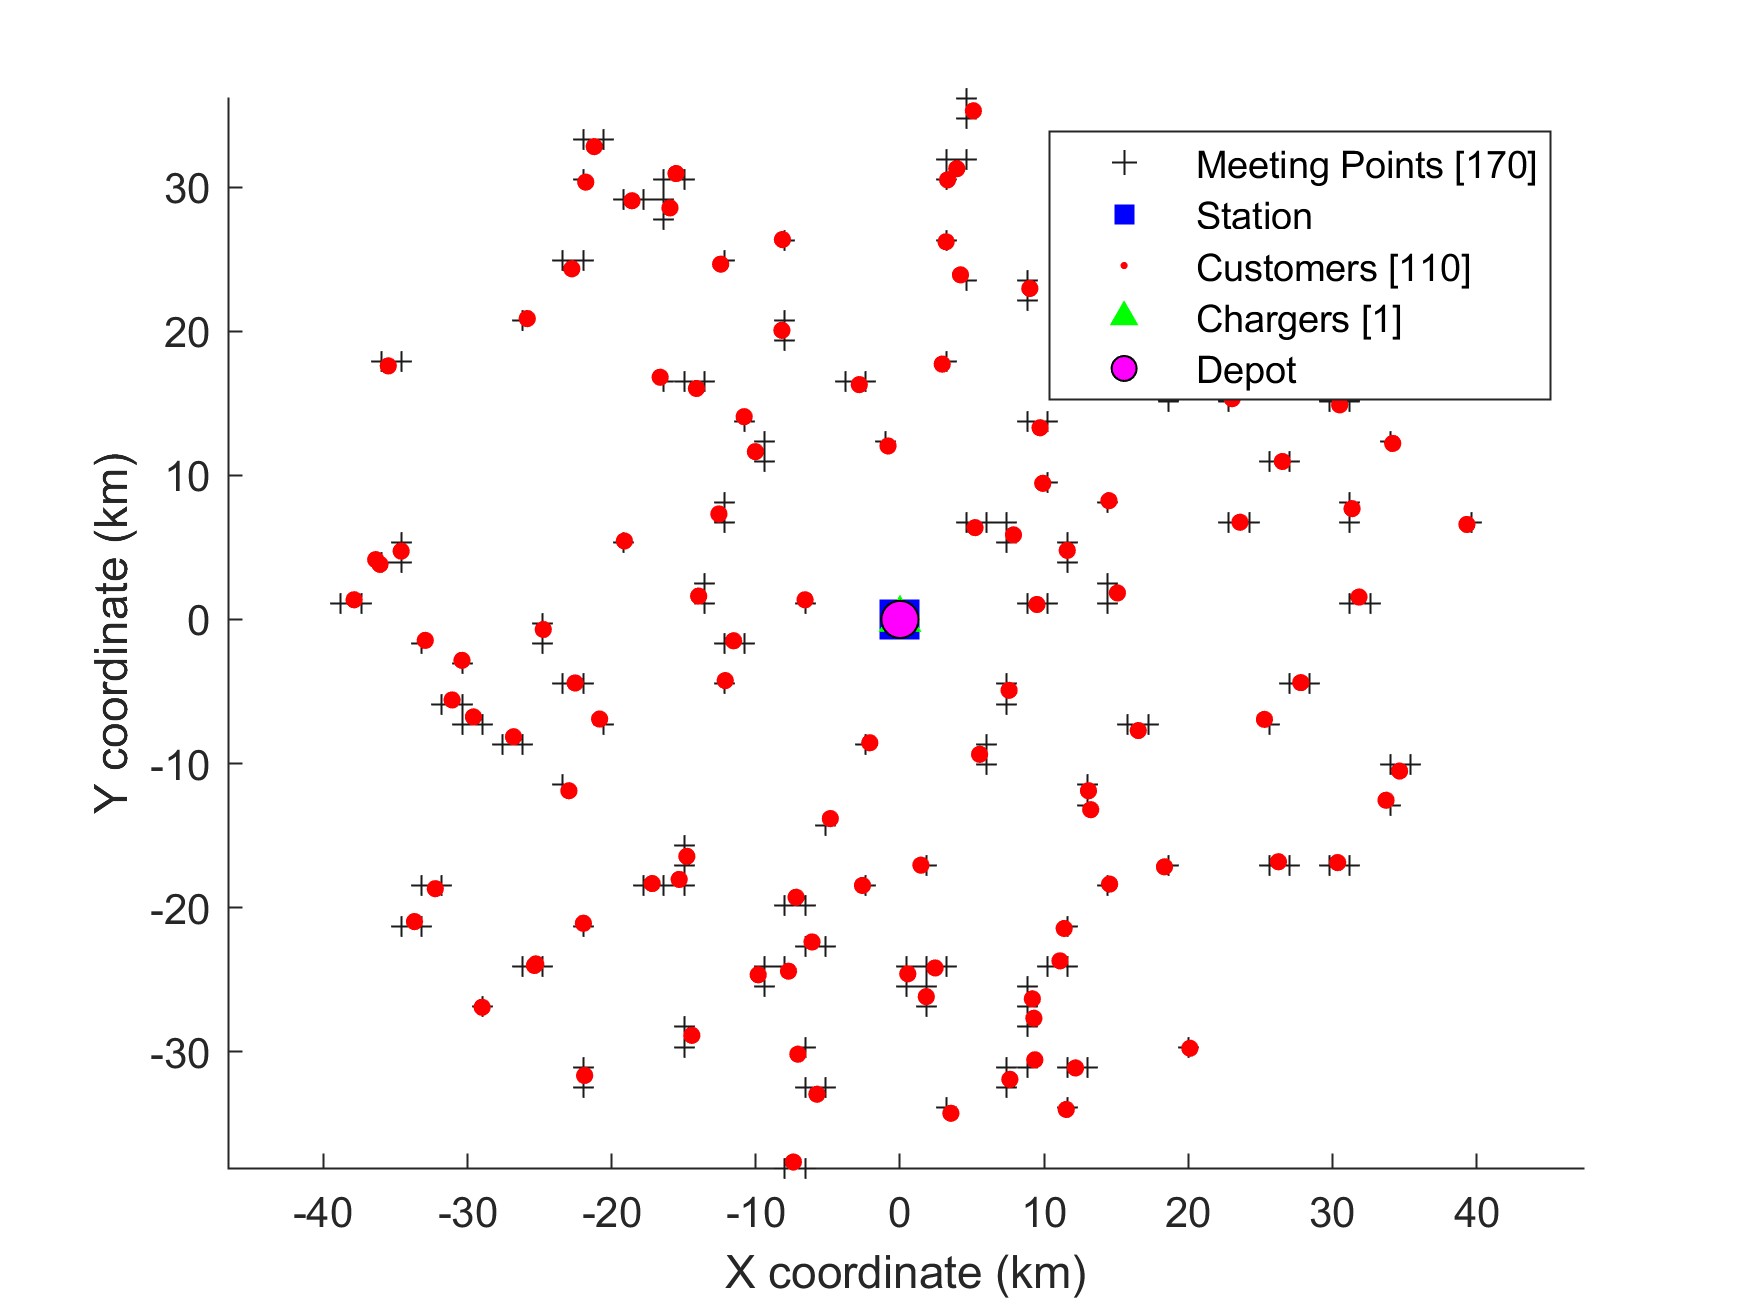 Meeting Points [170]
Station
Customers [110]
Chargers [1]
Depot
30
20
10
0
-10
-20
-30
Y coordinate (km)
-40 -30 -20 -10 0 10 20 30 40
X coordinate (km)